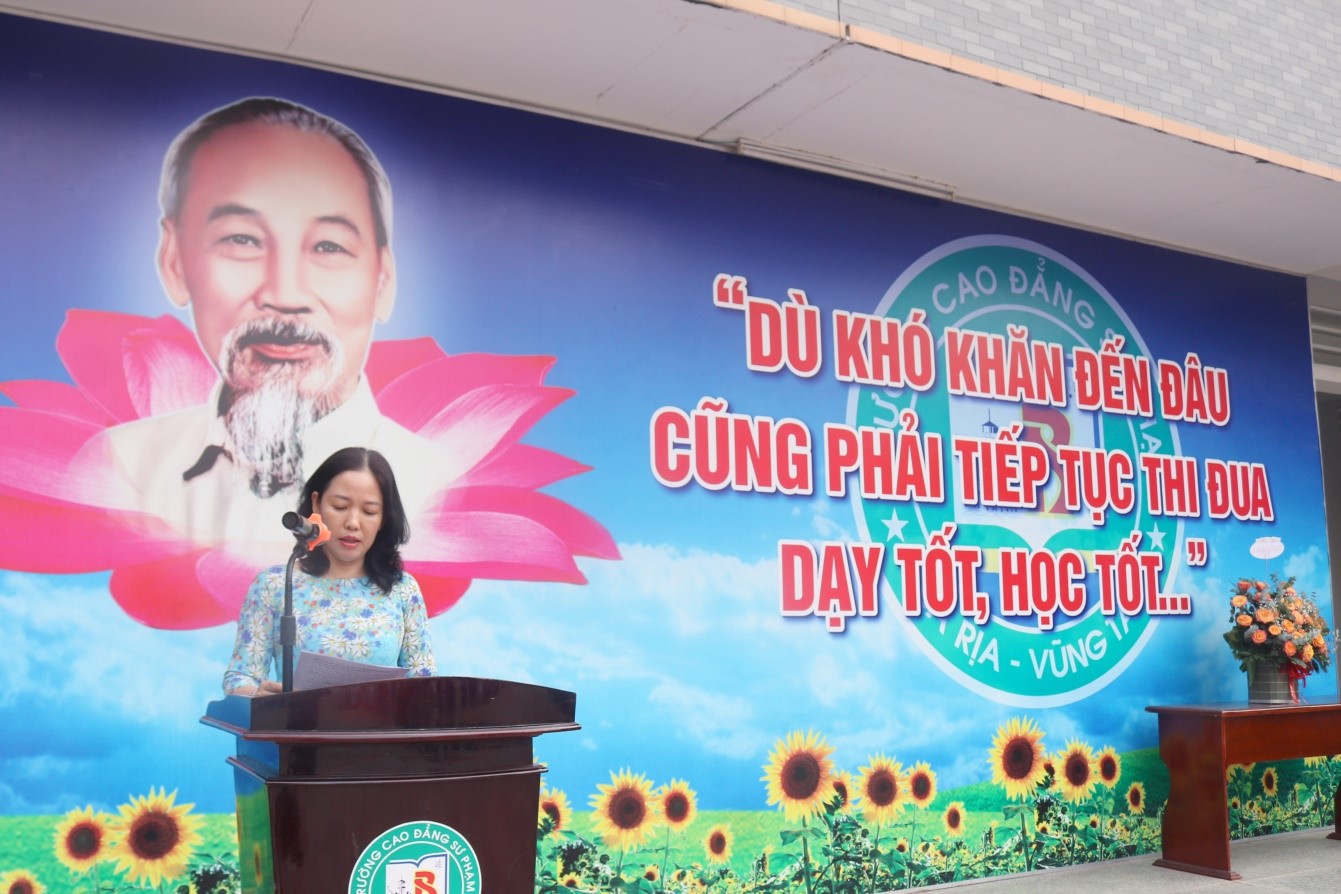 “DÙ KHÓ KHĂN ĐẾN ĐÂU
CŨNG PHẢI TIẾP TỤC THI ĐUA
DẠY TỐT, HỌC TỐT...”
CAO ĐẲNG
RỊA - VŨNG
TRƯỜNG CAO ĐẲNG SƯ PHẠM